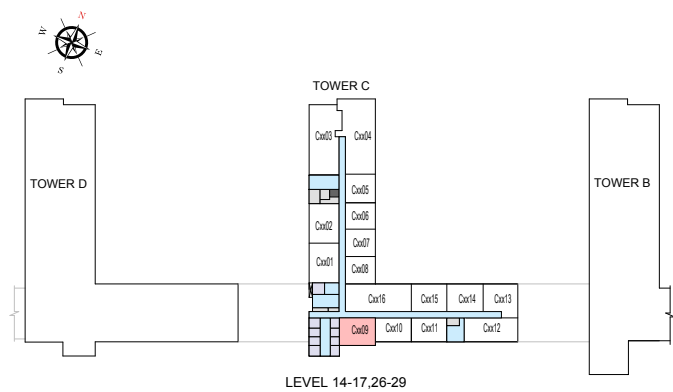 N
W
E
S
TOWER C
Cxx03
Cxx04
TOWER D
TOWER B
Cxx05
Cxx06
Cxx02
Cxx07
Cxx01
Cxx08
Cxx16
Cxx15
Cxx14
Cxx13
Cxx09
Cxx10
Cxx11
Cxx12
LEVEL 14-17,26-29